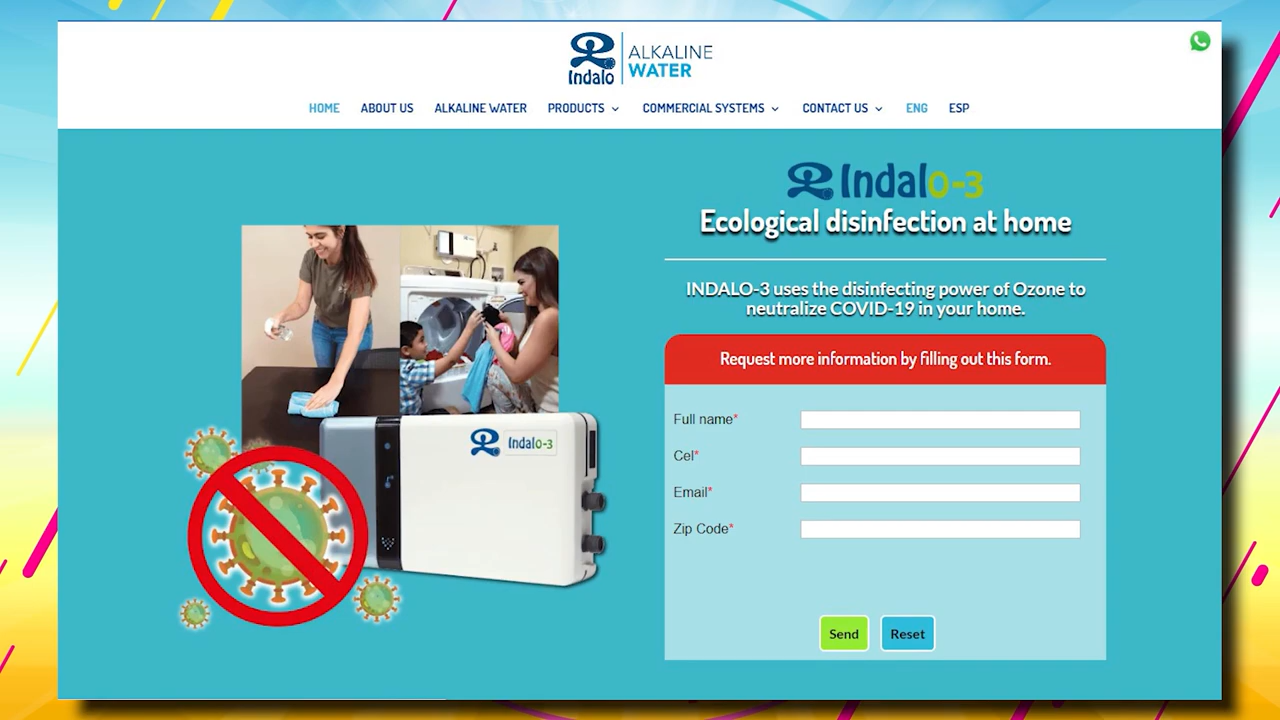 Indalo
ALKALINE
WATER
HOME ABOUT US ALKALINE WATER PRODUCTS COMMERCIAL SYSTEMS CONTACT US ENG ESP
Indalo-3
Ecological disinfection at home
INDALO-3 uses the disinfecting power of Ozone to
neutralize COVID-19 in your home.
Request more information by filling out this form.
Full name*
Cel*
Email*
Zip Code*
Send Reset
Indalo-3